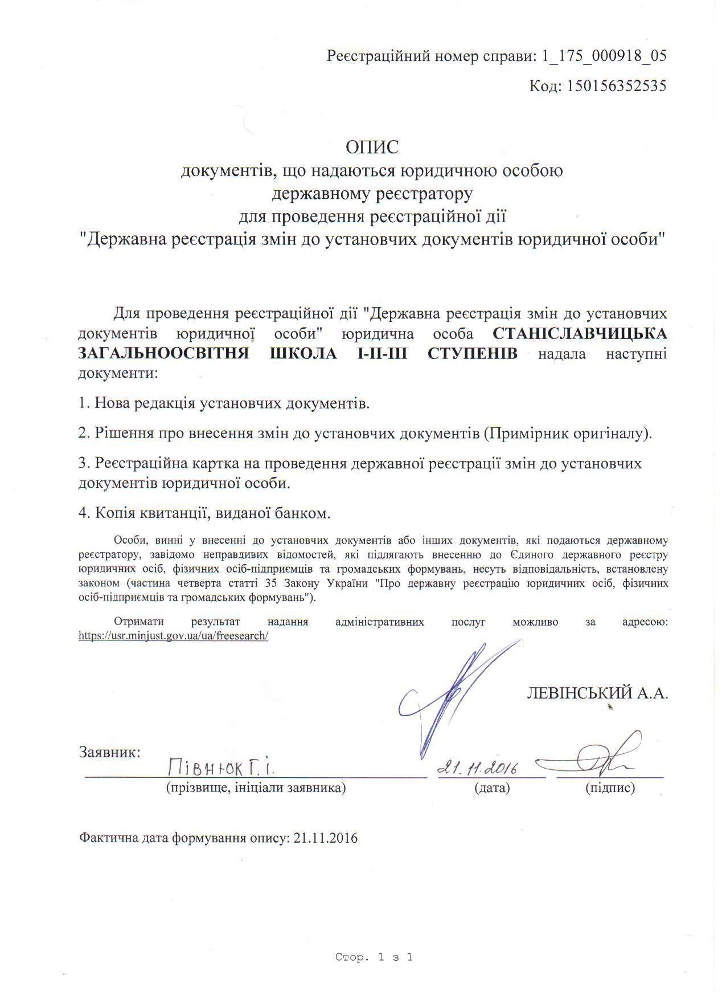 Реєстраційний номер справи: 1_175_000918_05
Код: 150156352535
ОПИС
документів, що надаються юридичною особою
державному реєстратору
для проведення реєстраційної дії
"Державна реєстрація змін до установчих документів юридичної особи"
Для проведення реєстраційної дії "Державна реєстрація змін до установчих
документів юридичної особи" юридична особа СТАНІСЛАВЧИЦЬКА
ЗАГАЛЬНООСВІТНЯ ШКОЛА І-ІІ-ІІІ СТУПЕНІВ надала наступні
документи:
1. Нова редакція установчих документів.
2. Рішення про внесення змін до установчих документів (Примірник оригіналу).
3. Реєстраційна картка на проведення державної реєстрації змін до установчих
документів юридичної особи.
4. Копія квитанції, виданої банком.
Особи, винні у внесенні до установчих документів або інших документів, які подаються державному
реєстратору, завідомо неправдивих відомостей, які підлягають внесенню до Єдиного державного реєстру
юридичних осіб, фізичних осіб-підприємців та громадських формувань, несуть відповідальність, встановлену
законом (частина четверта статті 35 Закону України "Про державну реєстрацію юридичних осіб, фізичних
осіб-підприємців та громадських формувань").
Отримати результат надання адміністративних послуг можливо за адресою:
https://usr.minjust.gov.ua/ua/freesearch/
ЛЕВІНСЬКИЙ А.А.
Заявник:
Півнюк Г.І. 21.11.2016
(прізвище, ініціали заявника) (дата) (підпис)
Фактична дата формування опису: 21.11.2016
Стор. 1 з 1